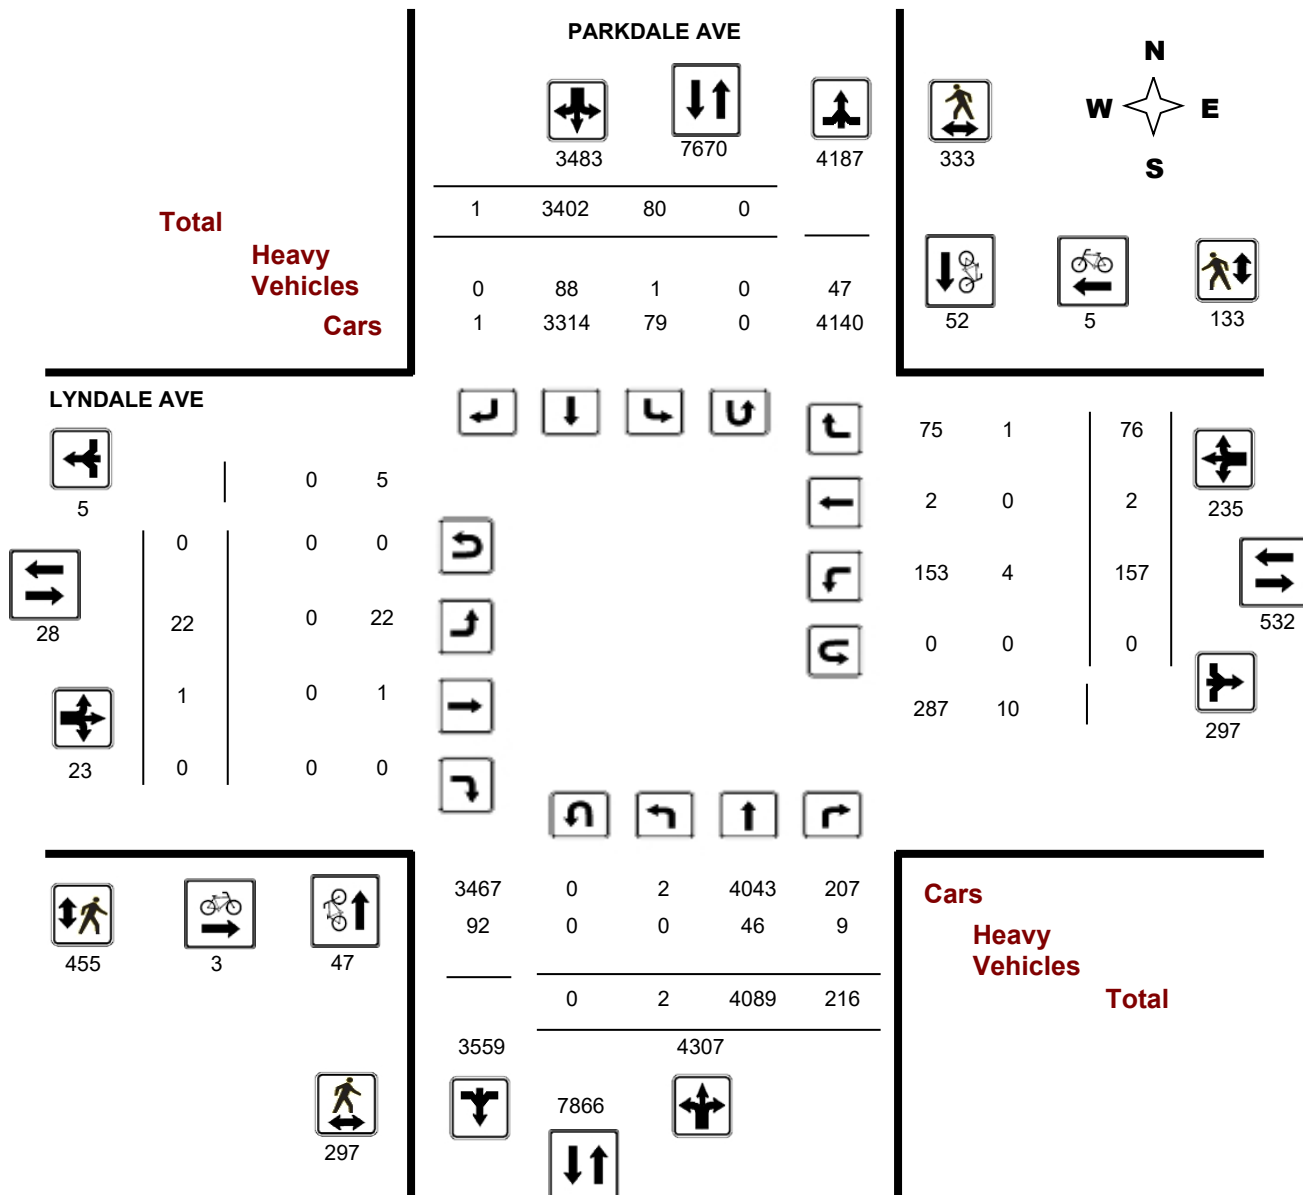 PARKDALE AVE
N
W E
S
3483 7670 4187 333
1 3402 80 0
Total
Heavy
Vehicles
0 88 1 0 47
Cars
1 3314 79 0 4140
52 5 133
LYNDALE AVE
75 1 76
0 5
5
2 0 2 235
0 0 0
153 4 157
28 22 0 22 532
0 0 0
1 0 1
287 10 297
23 0 0 0
3467 0 2 4043 207
92 0 0 46 9
Cars
Heavy
Vehicles
Total
455 3 47
0 2 4089 216
3559 4307
7866
297